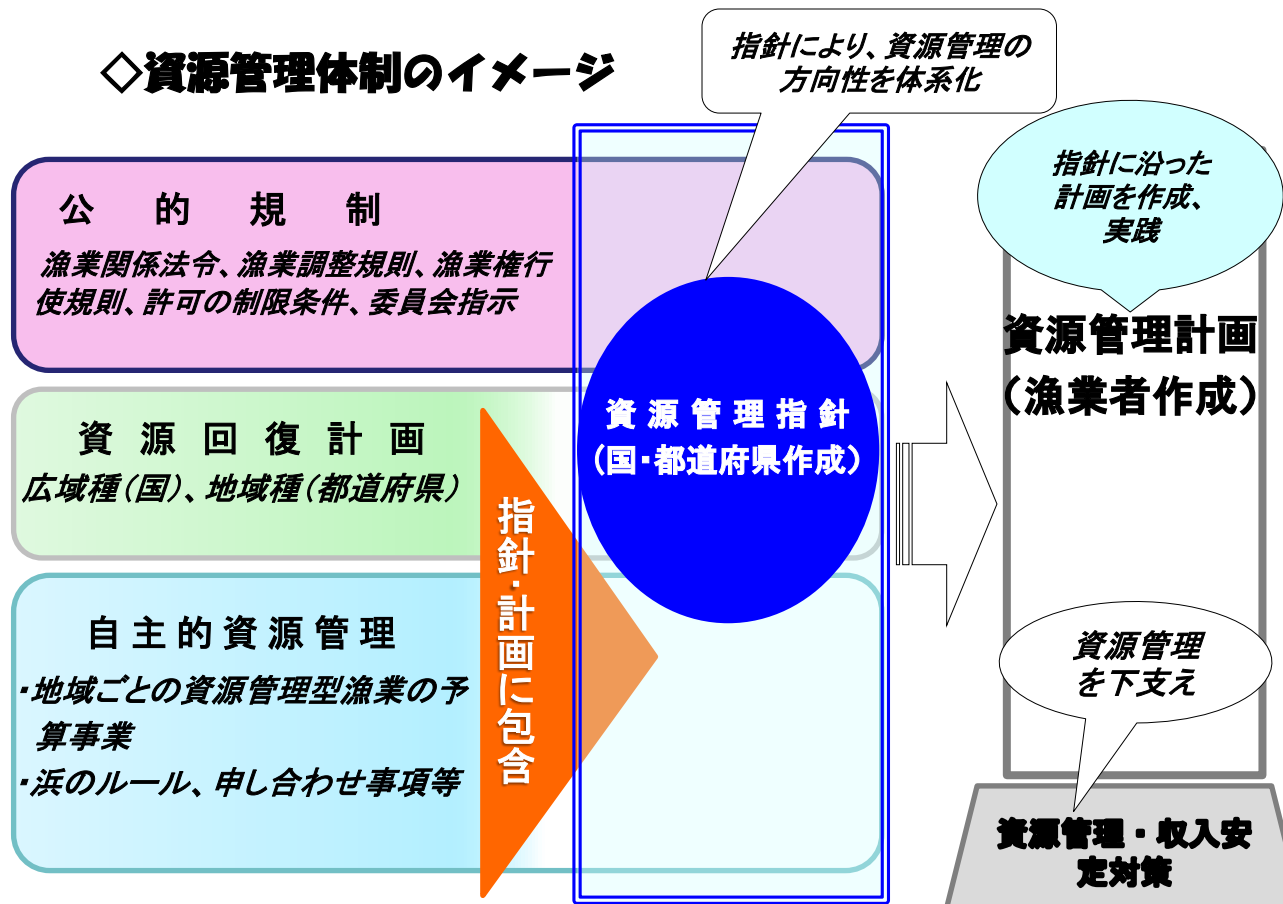 ◇資源管理体制のイメージ
指針により、資源管理の
方向性を体系化
公的規制
漁業関係法令、漁業調整規則、漁業権行
使規則、許可の制限条件、委員会指示
資源回復計画
広域種（国）、地域種（都道府県）
自主的資源管理
・地域ごとの資源管理型漁業の予
算事業
・浜のルール、申し合わせ事項等
指針・計画に包含
資源管理指針
（国・都道府県作成）
指針に沿った
計画を作成、
実践
資源管理計画
（漁業者作成）
資源管理
を下支え
資源管理・収入安
定対策